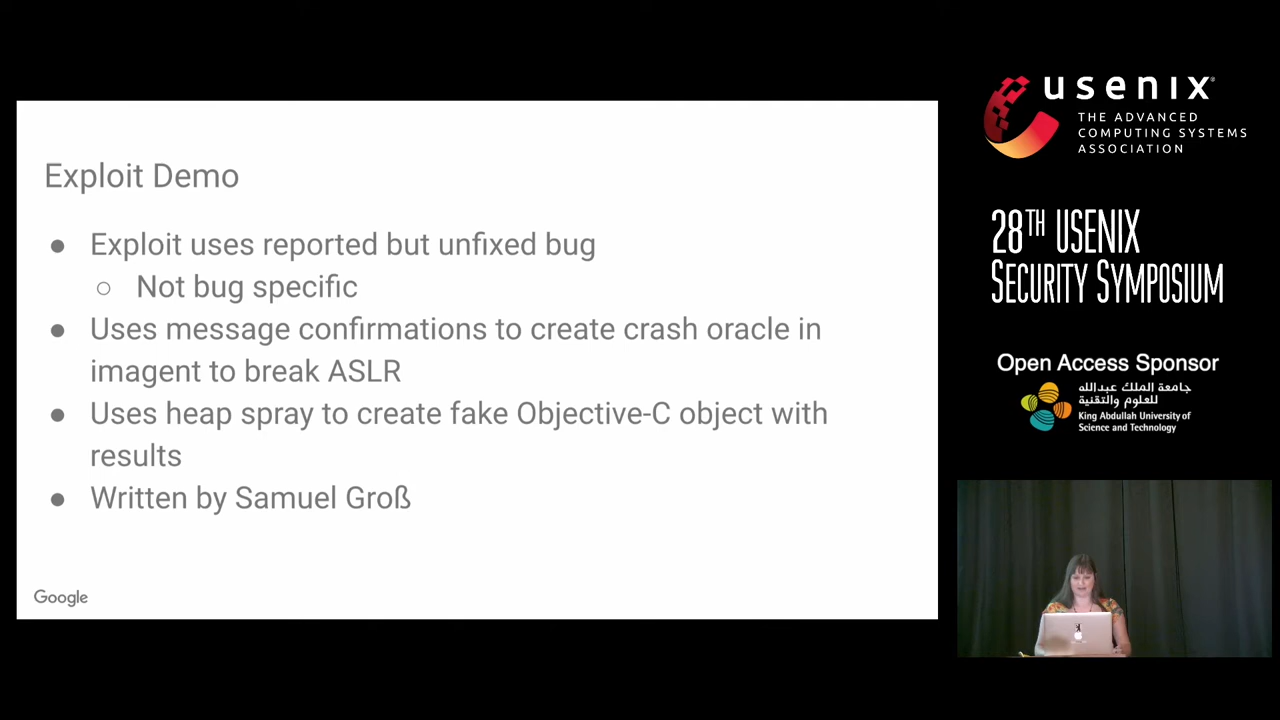 Exploit Demo
● Exploit uses reported but unfixed bug
○ Not bug specific
● Uses message confirmations to create crash oracle in
imagent to break ASLR
● Uses heap spray to create fake Objective-C object with
results
● Written by Samuel Groß
Google
usenix
THE ADVANCED
COMPUTING SYSTEMS
ASSOCIATION
28TH USENIX
SECURITY SYMPOSIUM
Open Access Sponsor
جامعة الملك عبدالله
للعلوم والتقنية
King Abdullah University of
Science and Technology